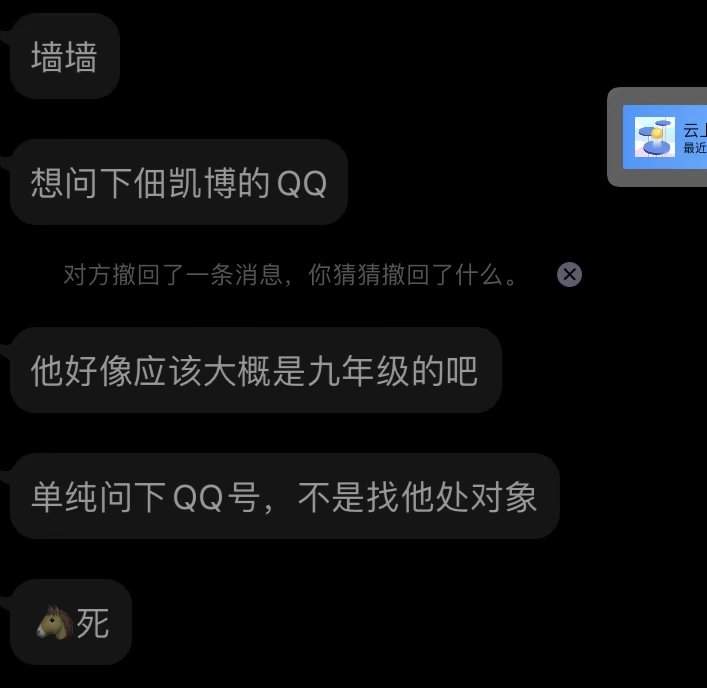 墙墙
云上
最近
想问下佃凯博的QQ
对方撤回了一条消息，你猜猜撤回了什么。
他好像应该大概是九年级的吧
单纯问下QQ号，不是找他处对象
🐴死